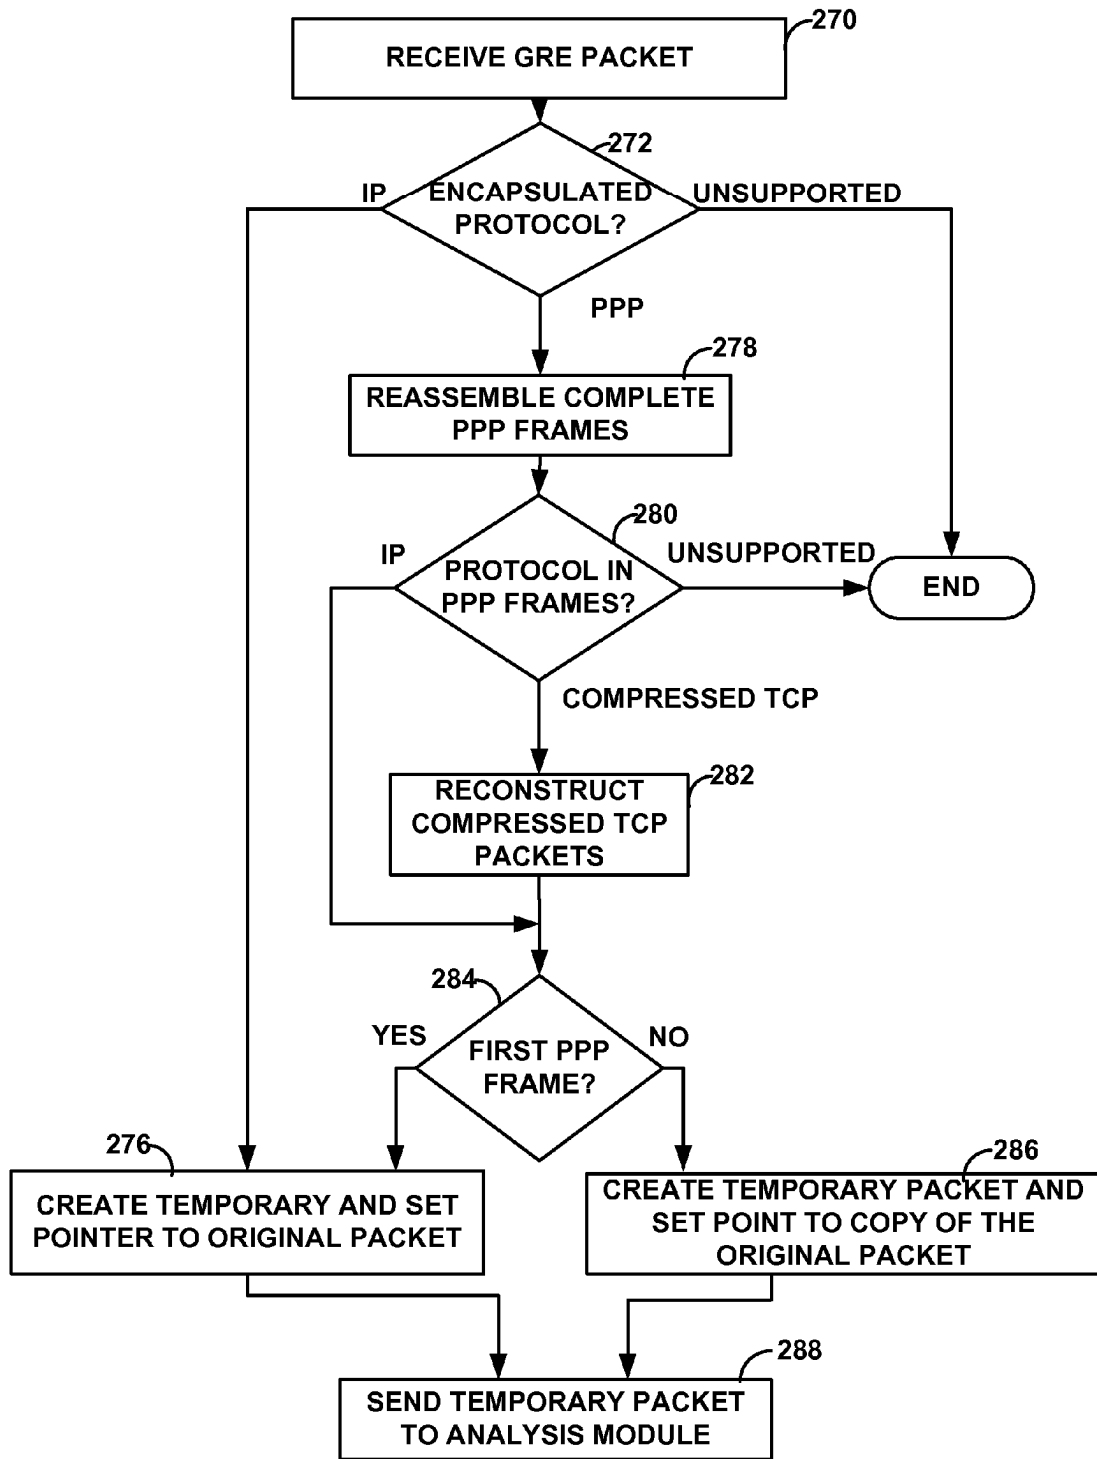 270
RECEIVE GRE PACKET
272
IP
ENCAPSULATED
PROTOCOL?
UNSUPPORTED
PPP
278
REASSEMBLE COMPLETE
PPP FRAMES
280
IP
PROTOCOL IN
PPP FRAMES?
UNSUPPORTED
END
COMPRESSED TCP
282
RECONSTRUCT
COMPRESSED TCP
PACKETS
284
YES
FIRST PPP
FRAME?
NO
276
CREATE TEMPORARY AND SET
POINTER TO ORIGINAL PACKET
286
CREATE TEMPORARY PACKET AND
SET POINT TO COPY OF THE
ORIGINAL PACKET
288
SEND TEMPORARY PACKET
TO ANALYSIS MODULE